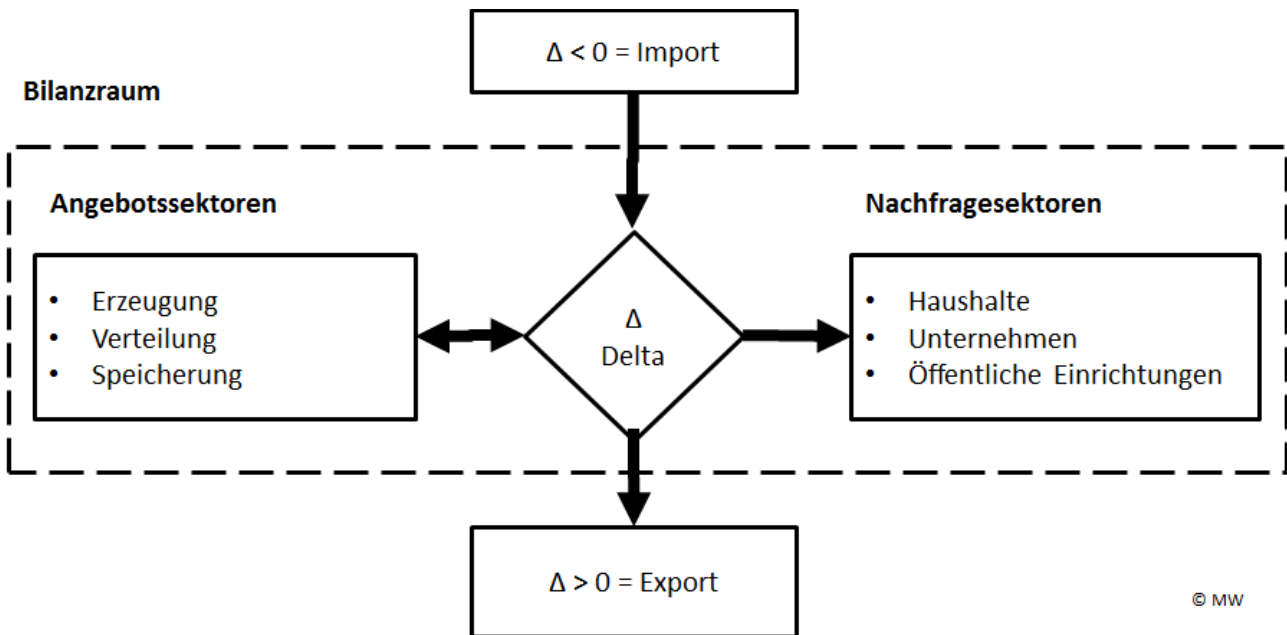 Δ < 0 = Import
Bilanzraum
Angebotssektoren
• Erzeugung
• Verteilung
• Speicherung
Δ
Delta
Nachfragesektoren
• Haushalte
• Unternehmen
• Öffentliche Einrichtungen
Δ > 0 = Export
© MW